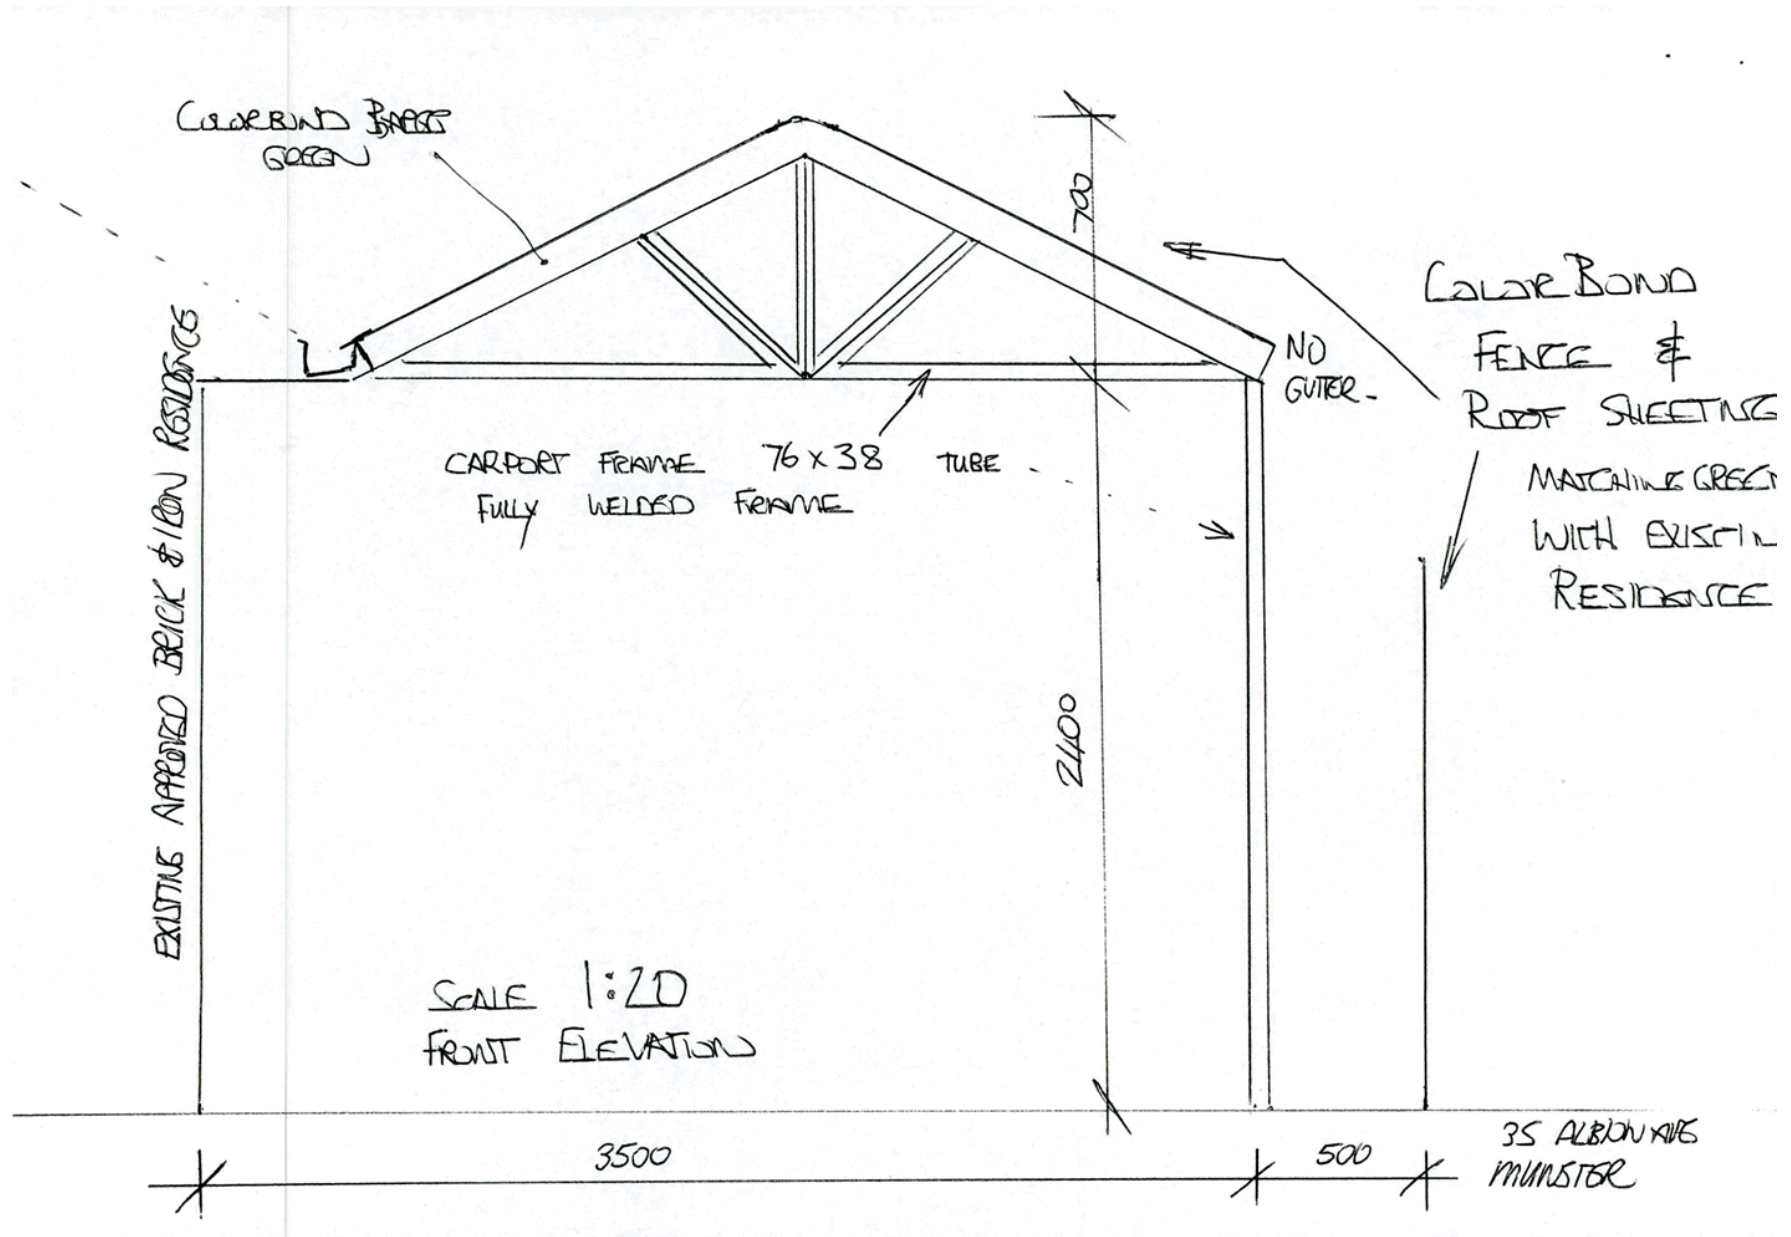 COLORBOND BARGE
GREEN
700
NO
GUTTER-
COLORBOND
FENCE &
ROOF SHEETING
MATCHING GREEN
WITH EXISTIN
RESIDENCE
CARPORT FRAME 76 x 38 TUBE
FULLY WELDED FRAME
EXISTING APPROVED BRICK & IRON RESIDENCE
2400
SCALE 1:20
FRONT ELEVATION
3500
500
35 ALBION AVE
MUNSTER